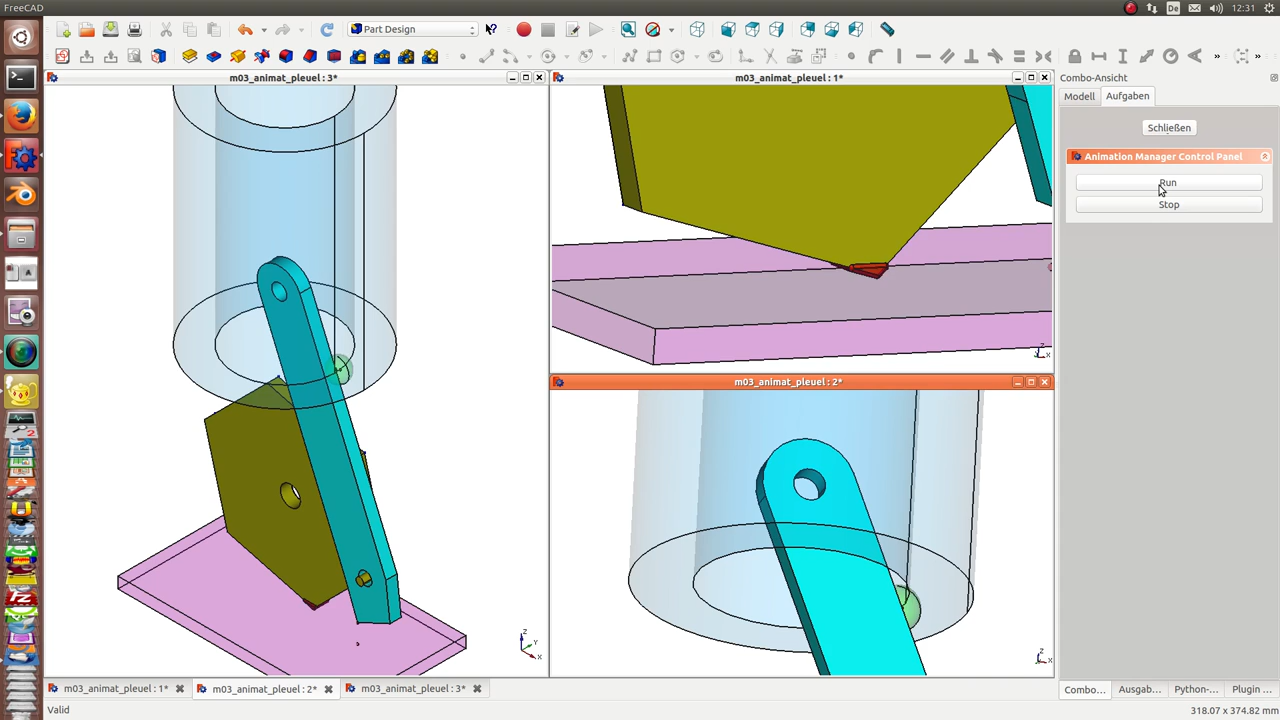 FreeCAD
De
12:31
Part Design
m03_animat_pleuel : 3*
m03_animat_pleuel : 1*
Combo-Ansicht
Modell
Aufgaben
Schließen
Animation Manager Control Panel
Run
Stop
m03_animat_pleuel : 2*
Z
Y
X
m03_animat_pleuel : 1*
m03_animat_pleuel : 2*
m03_animat_pleuel : 3*
Combo...
Ausgab...
Python-...
Plugin ...
Valid
318.07 x 374.82 mm